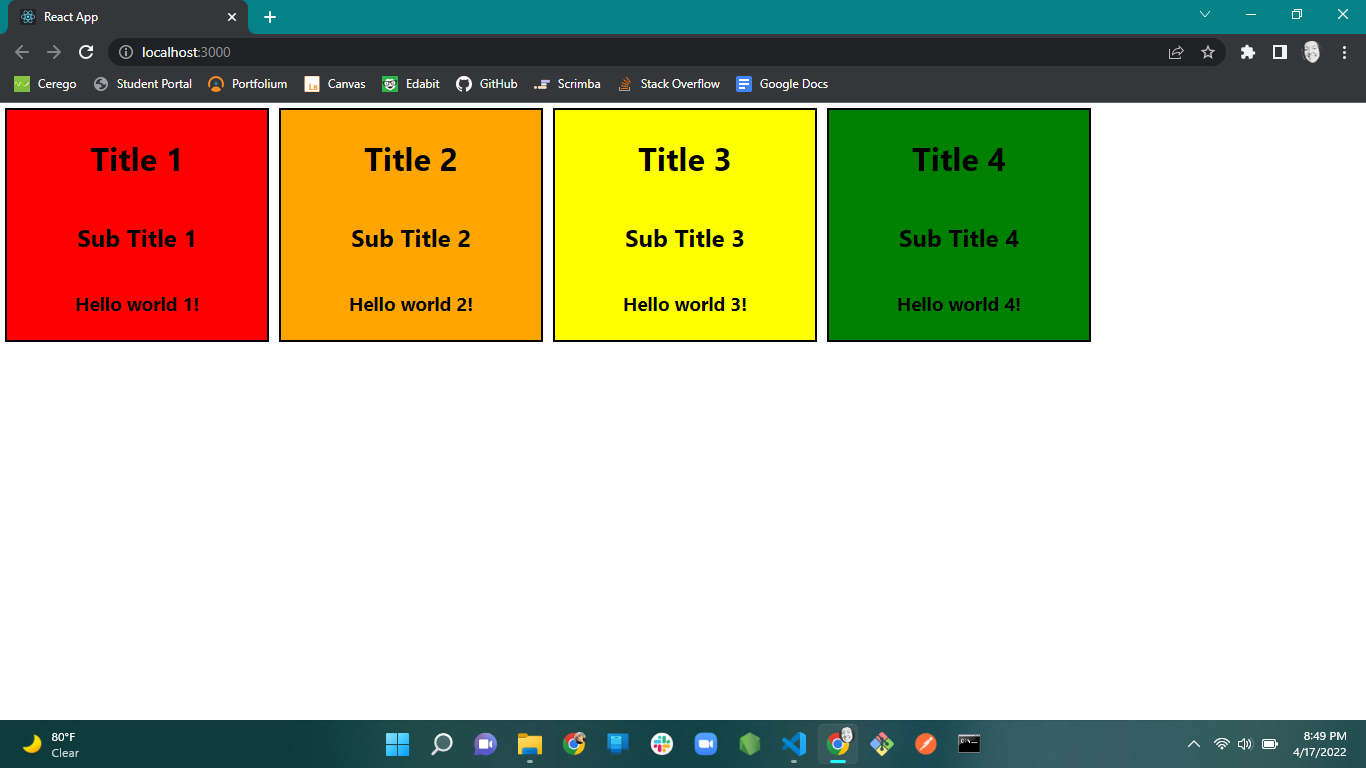 React App
localhost:3000
Cerego Student Portal Portfolium Canvas Edabit GitHub Scrimba Stack Overflow Google Docs
Title 1 Title 2 Title 3 Title 4
Sub Title 1 Sub Title 2 Sub Title 3 Sub Title 4
Hello world 1! Hello world 2! Hello world 3! Hello world 4!
80°F
Clear
8:49 PM
4/17/2022